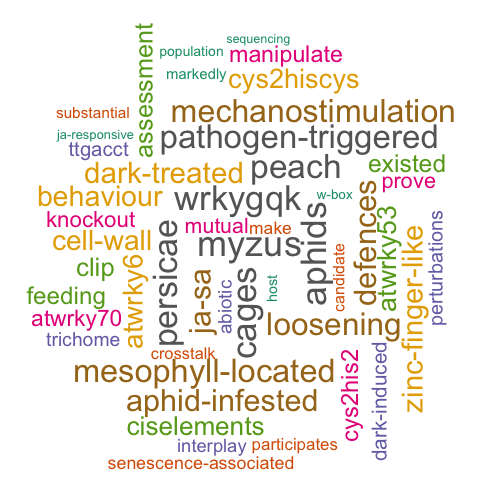 sequencing
population
manipulate
assessment
markedly
cys2hiscys
substantial
mechanostimulation
ja-responsive
pathogen-triggered
ttgacct
existed
dark-treated
peach
prove
behaviour
wrkygqk
w-box
defences
knockout
mutual
make
aphids
atwrky53
cell-wall
myzus
persicae
perturbations
clip
atwrky6
ja-sa
cages
candidate
zinc-finger-like
feeding
abiotic
host
atwrky70
loosening
trichome
crosstalk
mesophyll-located
cys2his2
dark-induced
aphid-infested
ciselements
interplay
participates
senescence-associated